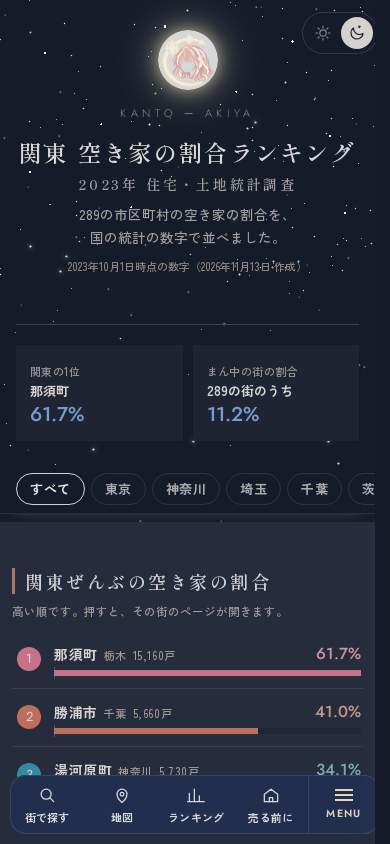 KANTO — AKIYA
関東 空き家の割合ランキング
2023年 住宅・土地統計調査
289の市区町村の空き家の割合を、
国の統計の数字で並べました。
2023年10月1日時点の数字（2026年11月13日 作成）
関東の1位
那須町
61.7%
まん中の街の割合
289の街のうち
11.2%
すべて 東京 神奈川 埼玉 千葉 茨
関東ぜんぶの空き家の割合
高い順です。押すと、その街のページが開きます。
1 那須町 栃木 15,160戸 61.7%
2 勝浦市 千葉 5,660戸 41.0%
3 湯河原町 神奈川 5,730戸 34.1%
街で探す 地図 ランキング 売る前に MENU